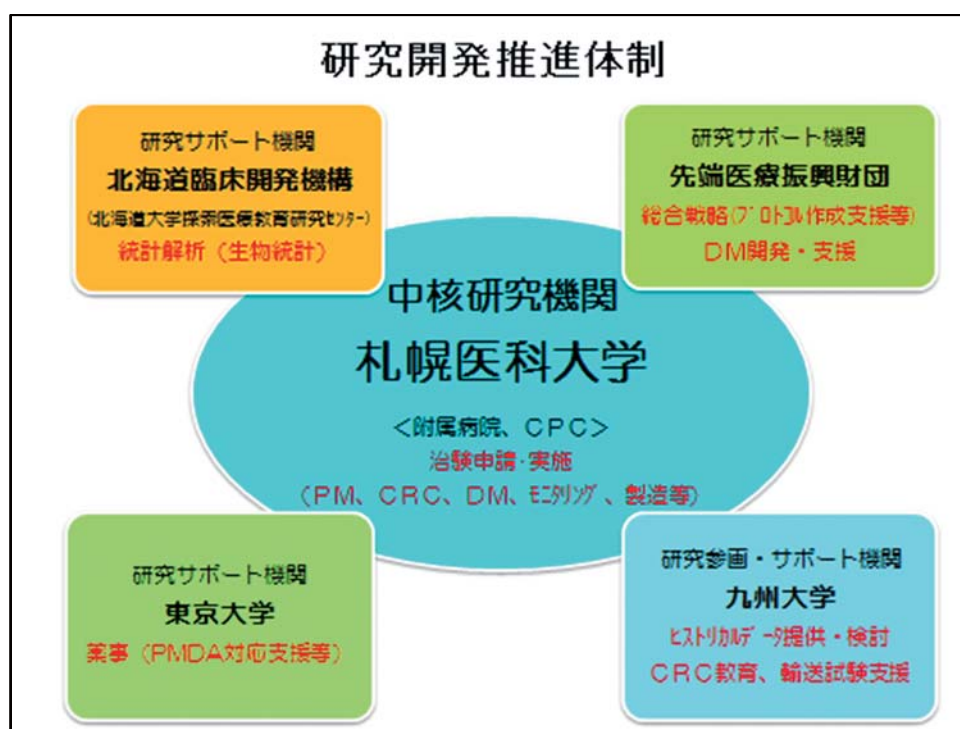 研究開発推進体制
研究サポート機関
北海道臨床開発機構
(北海道大学探索医療教育研究ｾﾝﾀｰ)
統計解析（生物統計）
研究サポート機関
先端医療振興財団
総合戦略(ﾌﾟﾛﾄｺﾙ作成支援等)
ＤＭ開発・支援
中核研究機関
札幌医科大学
＜附属病院、ＣＰＣ＞
治験申請･実施
（ＰＭ、ＣＲＣ、ＤＭ、ﾓﾆﾀﾘﾝｸﾞ、製造等）
研究サポート機関
東京大学
薬事（PMDA対応支援等）
研究参画・サポート機関
九州大学
ﾋｽﾄﾘｶﾙﾃﾞｰﾀ提供・検討
ＣＲＣ教育、輸送試験支援